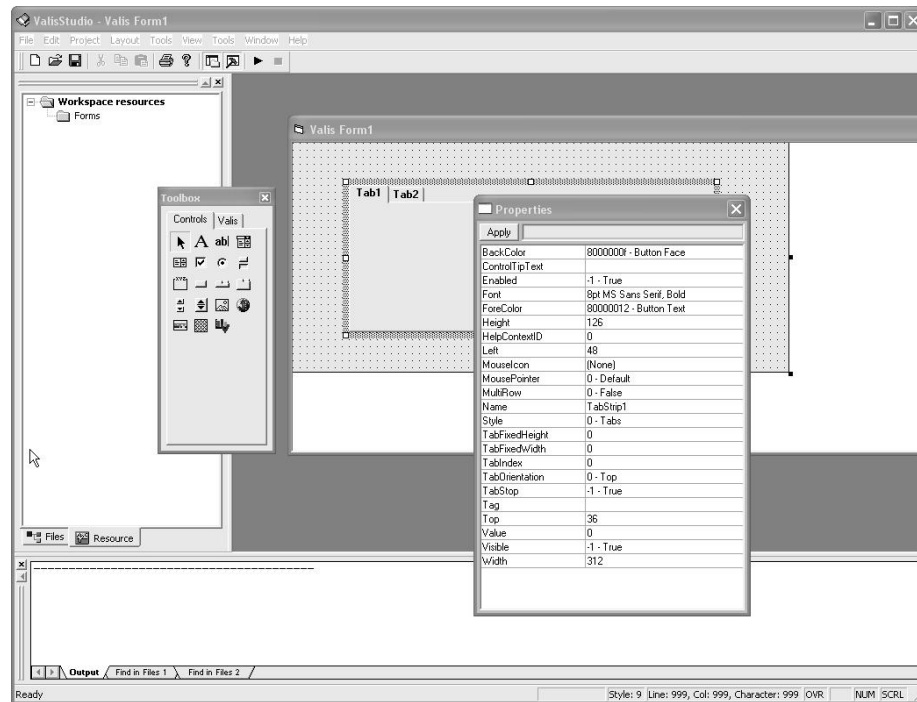 ValisStudio - Valis Form1
File Edit Project Layout Tools View Tools Window Help
Workspace resources
Forms
Valis Form1
Tab1 Tab2
Toolbox
Controls Valis
A ab|
XYZ
Properties
Apply
BackColor 8000000f - Button Face
ControlTipText
Enabled -1 - True
Font 8pt MS Sans Serif, Bold
ForeColor 80000012 - Button Text
Height 126
HelpContextID 0
Left 48
MouseIcon (None)
MousePointer 0 - Default
MultiRow 0 - False
Name TabStrip1
Style 0 - Tabs
TabFixedHeight 0
TabFixedWidth 0
TabIndex 0
TabOrientation 0 - Top
TabStop -1 - True
Tag
Top 36
Value 0
Visible -1 - True
Width 312
Files Resource
Output Find in Files 1 Find in Files 2
Ready Style: 9 Line: 999, Col: 999, Character: 999 OVR NUM SCRL